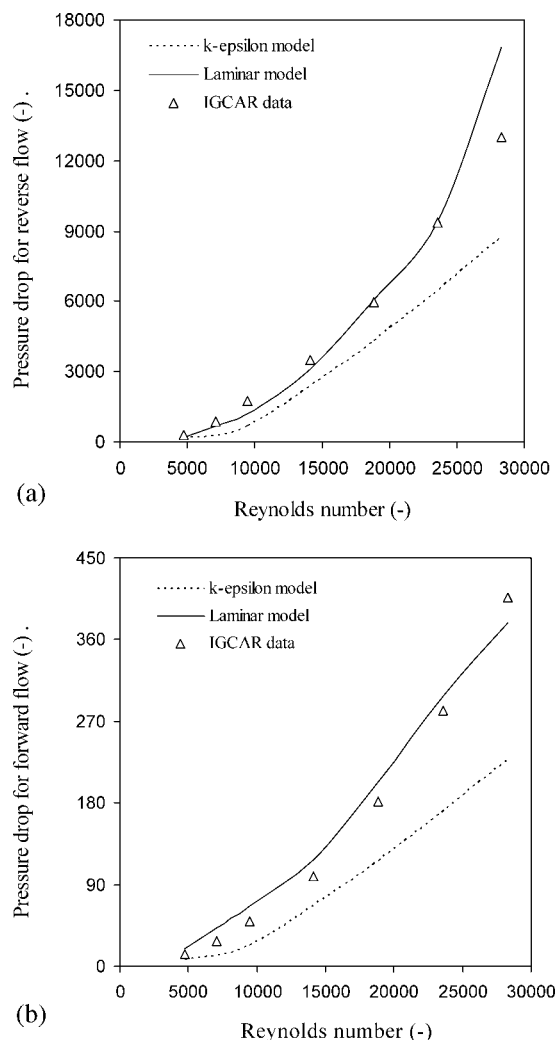 18000
k-epsilon model
Laminar model
IGCAR data
15000
12000
9000
6000
3000
0
Pressure drop for reverse flow (-) .
0 5000 10000 15000 20000 25000 30000
(a)
Reynolds number (-)
450
k-epsilon model
Laminar model
IGCAR data
360
270
180
90
0
Pressure drop for forward flow (-) .
0 5000 10000 15000 20000 25000 30000
(b)
Reynolds number (-)